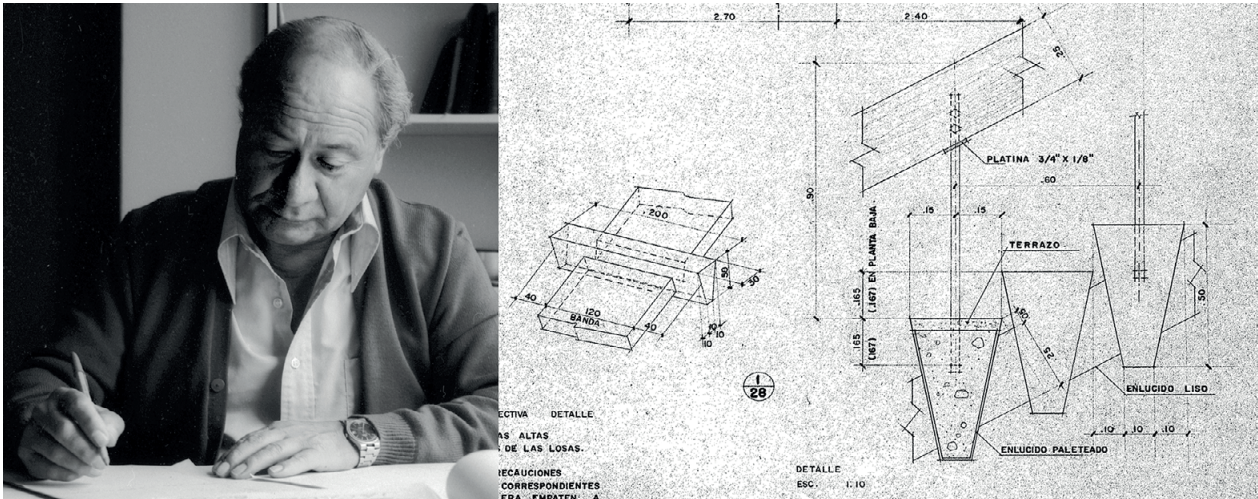 2.70
2.40
.25
PLATINA 3/4" X 1/8"
.60
.90
.15
.15
(.167) EN PLANTA BAJA
TERRAZO
.165
.165
(.167)
.25
.50
ENLUCIDO LISO
.10
.10
.10
ENLUCIDO PALETEADO
DETALLE
ESC. 1:10
200
50
50
40
120
BANDA
40
10
10
10
1
28
ECTIVA DETALLE
AS ALTAS
DE LAS LOSAS.
RECAUCIONES
CORRESPONDIENTES
ERA EMPATEN A